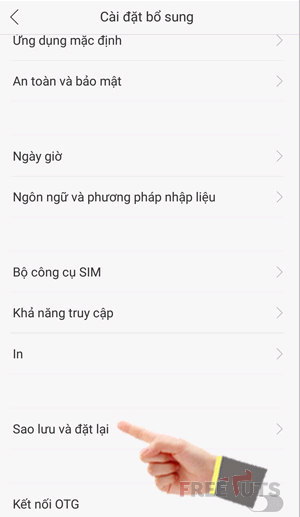 Cài đặt bổ sung
Ứng dụng mặc định
An toàn và bảo mật
Ngày giờ
Ngôn ngữ và phương pháp nhập liệu
Bộ công cụ SIM
Khả năng truy cập
In
Sao lưu và đặt lại
FREETUTS
Kết nối OTG